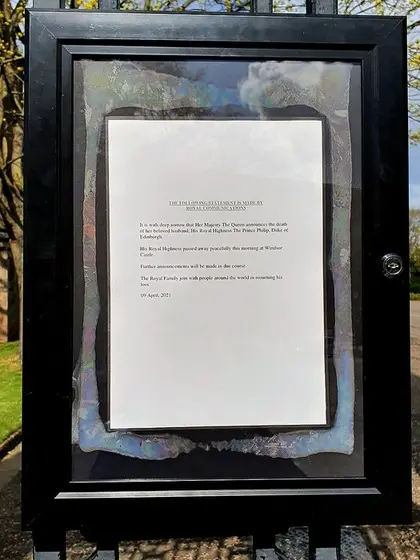 THE FOLLOWING STATEMENT IS MADE BY
ROYAL COMMUNICATIONS
It is with deep sorrow that Her Majesty The Queen announces the death
of her beloved husband, His Royal Highness The Prince Philip, Duke of
Edinburgh.
His Royal Highness passed away peacefully this morning at Windsor
Castle.
Further announcements will be made in due course.
The Royal Family join with people around the world in mourning his
loss.
09 April, 2021